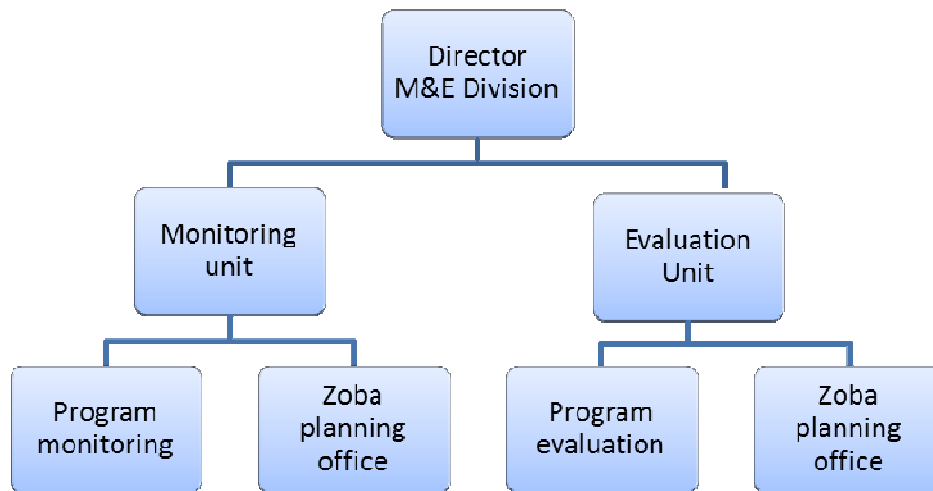 Director
M&E Division
Monitoring
unit
Evaluation
Unit
Program
monitoring
Zoba
planning
office
Program
evaluation
Zoba
planning
office